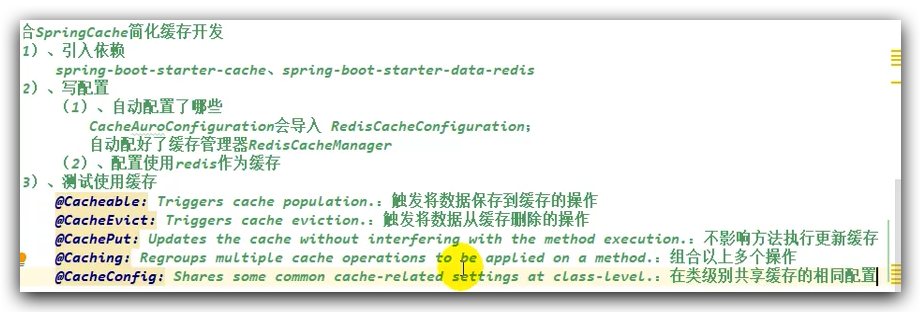 合SpringCache简化缓存开发
1）、引入依赖
spring-boot-starter-cache、spring-boot-starter-data-redis
2）、写配置
（1）、自动配置了哪些
CacheAuroConfiguration会导入 RedisCacheConfiguration；
自动配好了缓存管理器RedisCacheManager
（2）、配置使用redis作为缓存
3）、测试使用缓存
@Cacheable: Triggers cache population.：触发将数据保存到缓存的操作
@CacheEvict: Triggers cache eviction.：触发将数据从缓存删除的操作
@CachePut: Updates the cache without interfering with the method execution.：不影响方法执行更新缓存
@Caching: Regroups multiple cache operations to be applied on a method.：组合以上多个操作
@CacheConfig: Shares some common cache-related settings at class-level.：在类级别共享缓存的相同配置